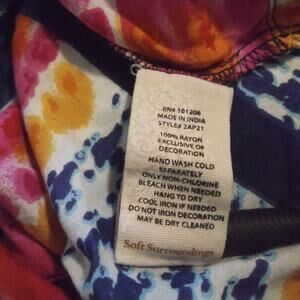 RN# 101206
MADE IN INDIA
STYLE# 2AP21
100% RAYON
EXCLUSIVE OF
DECORATION
HAND WASH COLD
SEPARATELY
ONLY NON-CHLORINE
BLEACH WHEN NEEDED
HANG TO DRY
COOL IRON IF NEEDED
DO NOT IRON DECORATION
MAY BE DRY CLEANED
Soft Surroundings